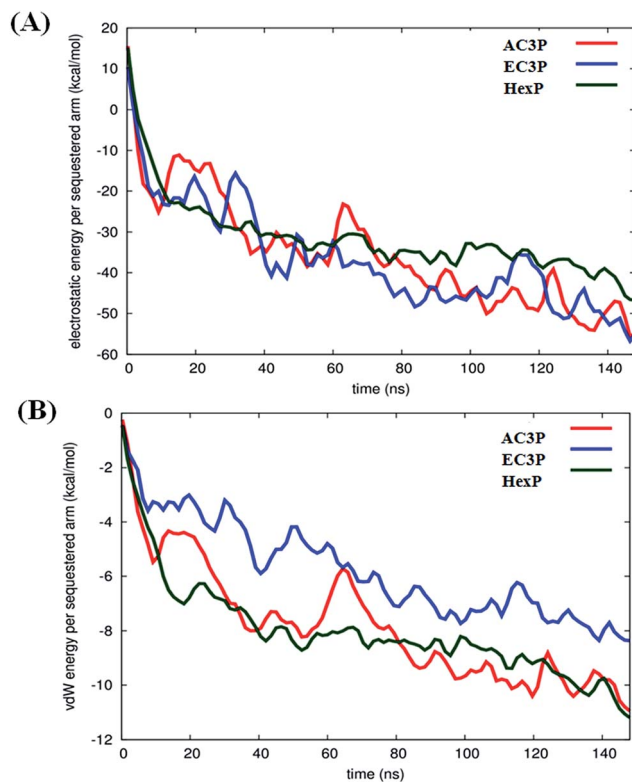 (A)
electrostatic energy per sequestered arm (kcal/mol)
20
10
0
-10
-20
-30
-40
-50
-60
AC3P
EC3P
HexP
0 20 40 60 80 100 120 140
time (ns)
(B)
vdW energy per sequestered arm (kcal/mol)
0
-2
-4
-6
-8
-10
-12
AC3P
EC3P
HexP
0 20 40 60 80 100 120 140
time (ns)